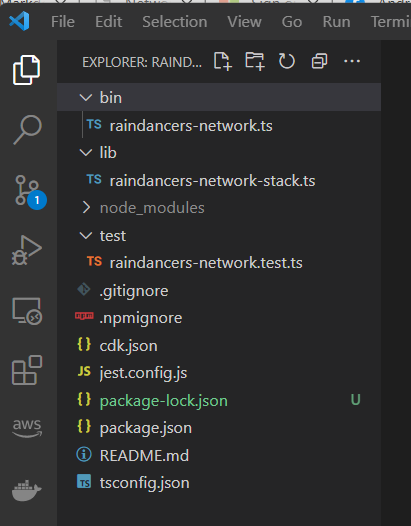 File Edit Selection View Go Run Termi
EXPLORER: RAIND...
bin
TS raindancers-network.ts
lib
TS raindancers-network-stack.ts
node_modules
test
TS raindancers-network.test.ts
.gitignore
npm .npmignore
{ } cdk.json
JS jest.config.js
{ } package-lock.json U
{ } package.json
README.md
TS tsconfig.json
1
aws